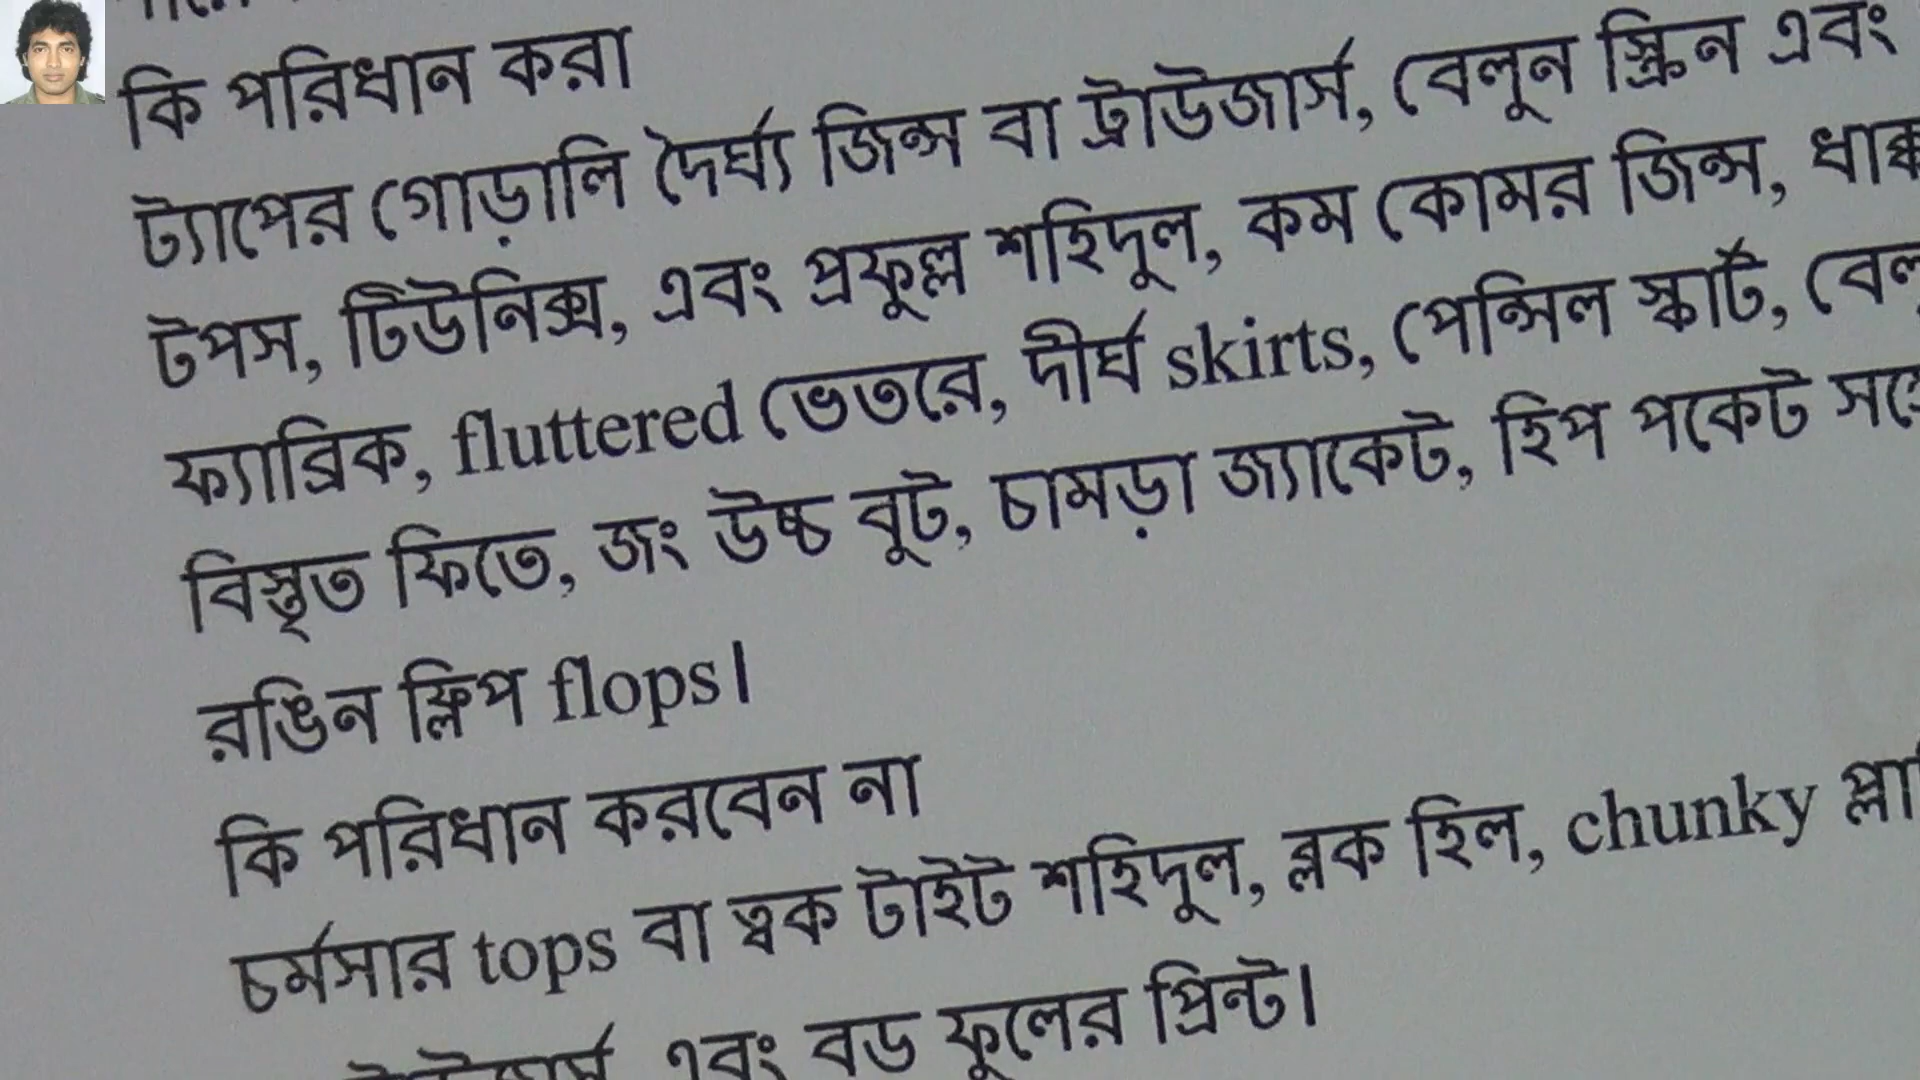 কি পরিধান করা
ট্যাপের গোড়ালি দৈর্ঘ্য জিন্স বা ট্রাউজার্স, বেলুন স্ক্রিন এবং
টপস, টিউনিক্স, এবং প্রফুল্ল শহিদুল, কম কোমর জিন্স,
ফ্যাব্রিক, fluttered ভেতরে, দীর্ঘ skirts, পেন্সিল স্কার্ট,
বিস্তৃত ফিতে, জং উচ্চ বুট, চামড়া জ্যাকেট, হিপ পকেট
রঙিন ফ্লিপ flops।
কি পরিধান করবেন না
চর্মসার tops বা ত্বক টাইট শহিদুল, ব্লক হিল, chunky
এবং বড ফুলের প্রিন্ট।